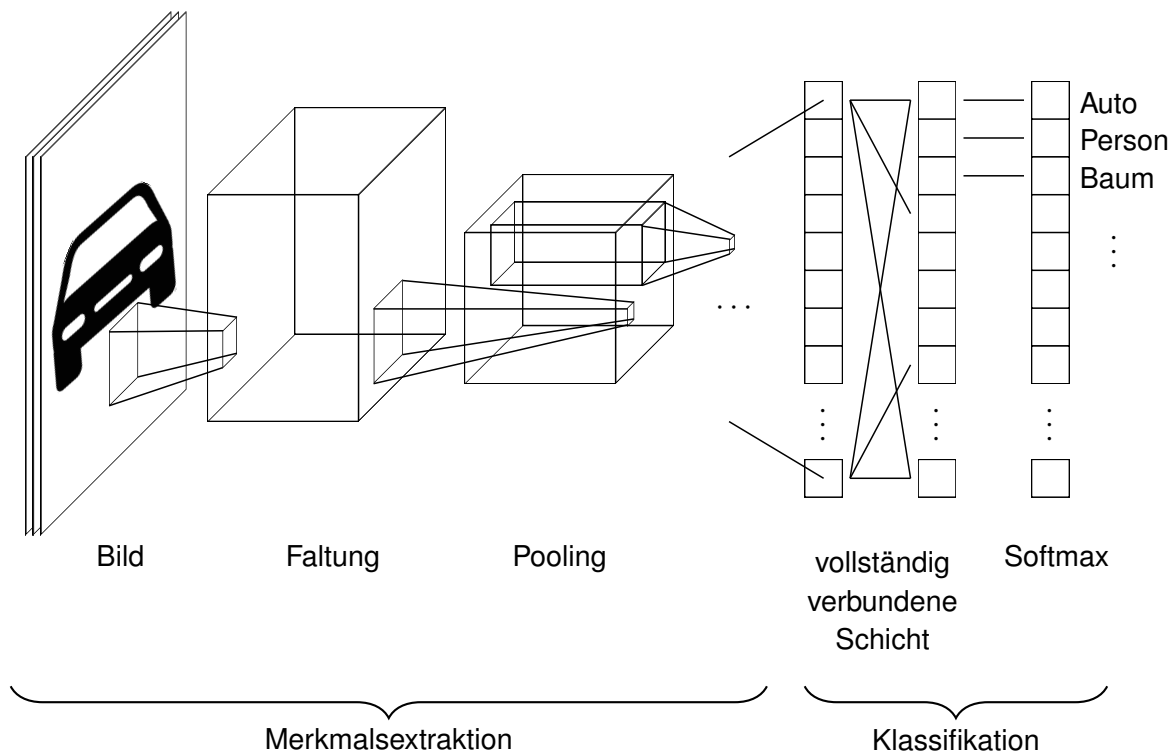 Auto
Person
Baum
Bild
Faltung
Pooling
vollständig
verbundene
Schicht
Softmax
Merkmalsextraktion
Klassifikation